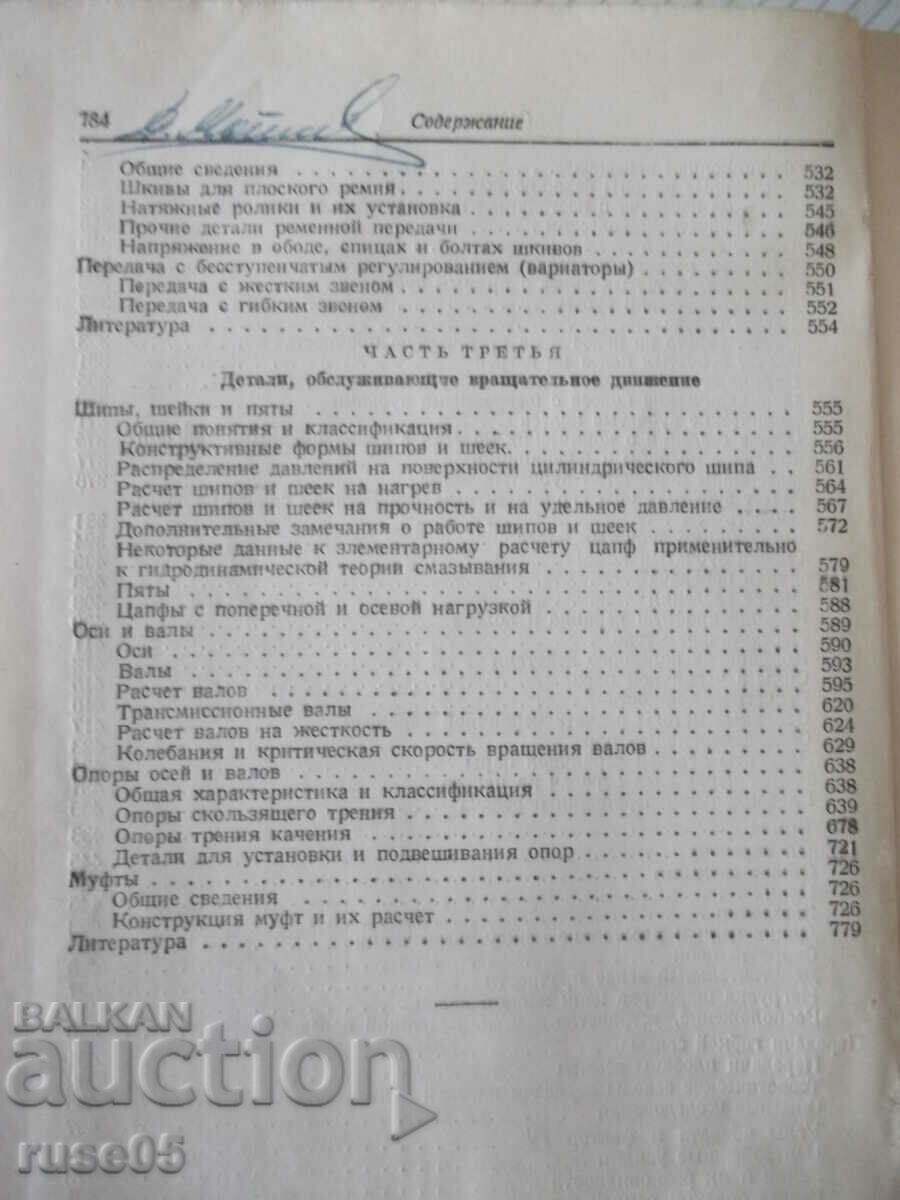 784 Содержание
Общие сведения . . . . . . . . . . . . . . . . . . . . . 532
Шкивы для плоского ремня . . . . . . . . . . . . . . . . 532
Натяжные ролики и их установка . . . . . . . . . . . . . 545
Прочие детали ременной передачи . . . . . . . . . . . . 546
Напряжение в ободе, спицах и болтах шкивов . . . . . . . 548
Передача с бесступенчатым регулированием (вариаторы) . . . . 550
Передача с жестким звеном . . . . . . . . . . . . . . . 551
Передача с гибким звеном . . . . . . . . . . . . . . . 552
Литература . . . . . . . . . . . . . . . . . . . . . . 554
ЧАСТЬ ТРЕТЬЯ
Детали, обслуживающие вращательное движение
Шипы, шейки и пяты . . . . . . . . . . . . . . . . . . 555
Общие понятия и классификация . . . . . . . . . . . . . 555
Конструктивные формы шипов и шеек . . . . . . . . . . . 556
Распределение давлений на поверхности цилиндрического шипа . . 561
Расчет шипов и шеек на нагрев . . . . . . . . . . . . . 564
Расчет шипов и шеек на прочность и на удельное давление . . . . 567
Дополнительные замечания о работе шипов и шеек . . . . . . 572
Некоторые данные к элементарному расчету цапф применительно
к гидродинамической теории смазывания . . . . . . . . . 579
Пяты . . . . . . . . . . . . . . . . . . . . . . . . . 581
Цапфы с поперечной и осевой нагрузкой . . . . . . . . . 588
Оси и валы . . . . . . . . . . . . . . . . . . . . . . 589
Оси . . . . . . . . . . . . . . . . . . . . . . . . . 590
Валы . . . . . . . . . . . . . . . . . . . . . . . . . 593
Расчет валов . . . . . . . . . . . . . . . . . . . . . 595
Трансмиссионные валы . . . . . . . . . . . . . . . . . 620
Расчет валов на жесткость . . . . . . . . . . . . . . . 624
Колебания и критическая скорость вращения валов . . . . . . 629
Опоры осей и валов . . . . . . . . . . . . . . . . . . 638
Общая характеристика и классификация . . . . . . . . . . 638
Опоры скользящего трения . . . . . . . . . . . . . . . 639
Опоры трения качения . . . . . . . . . . . . . . . . . 678
Детали для установки и подвешивания опор . . . . . . . . 721
Муфты . . . . . . . . . . . . . . . . . . . . . . . . 726
Общие сведения . . . . . . . . . . . . . . . . . . . . 726
Конструкция муфт и их расчет . . . . . . . . . . . . . 726
Литература . . . . . . . . . . . . . . . . . . . . . . 779
BALKAN
auction
ruse05